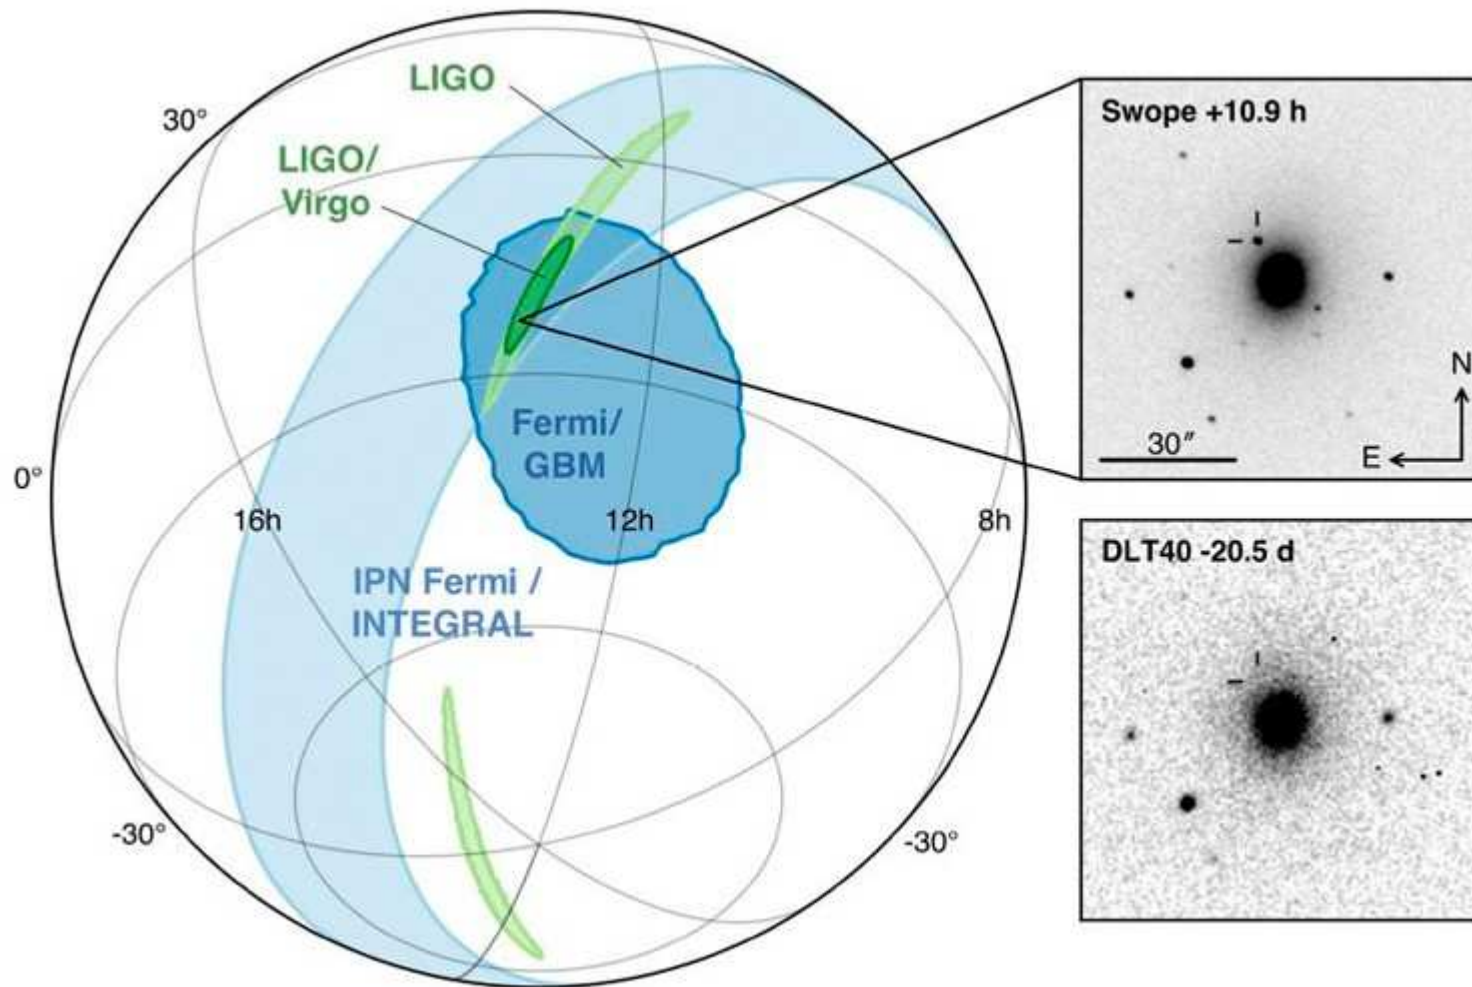 LIGO
30°
LIGO/
Virgo
Fermi/
GBM
0°
16h
12h
8h
IPN Fermi /
INTEGRAL
-30°
-30°
Swope +10.9 h
N
30″
E
DLT40 -20.5 d